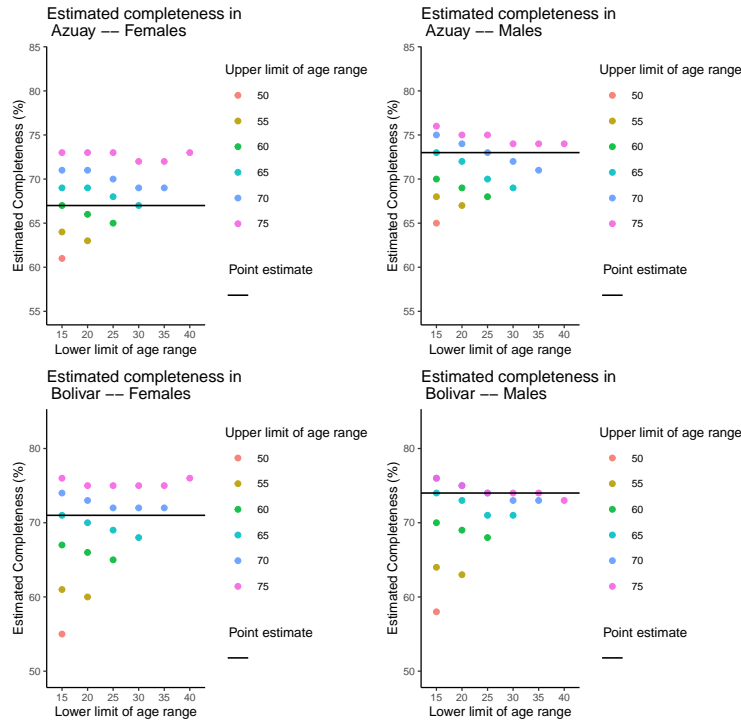 Estimated completeness in
Azuay −− Females
85
80
75
70
65
60
55
15 20 25 30 35 40
Lower limit of age range
Estimated Completeness (%)
Upper limit of age range
50
55
60
65
70
75
Point estimate
Estimated completeness in
Azuay −− Males
85
80
75
70
65
60
55
15 20 25 30 35 40
Lower limit of age range
Estimated Completeness (%)
Upper limit of age range
50
55
60
65
70
75
Point estimate
Estimated completeness in
Bolivar −− Females
80
70
60
50
15 20 25 30 35 40
Lower limit of age range
Estimated Completeness (%)
Upper limit of age range
50
55
60
65
70
75
Point estimate
Estimated completeness in
Bolivar −− Males
80
70
60
50
15 20 25 30 35 40
Lower limit of age range
Estimated Completeness (%)
Upper limit of age range
50
55
60
65
70
75
Point estimate